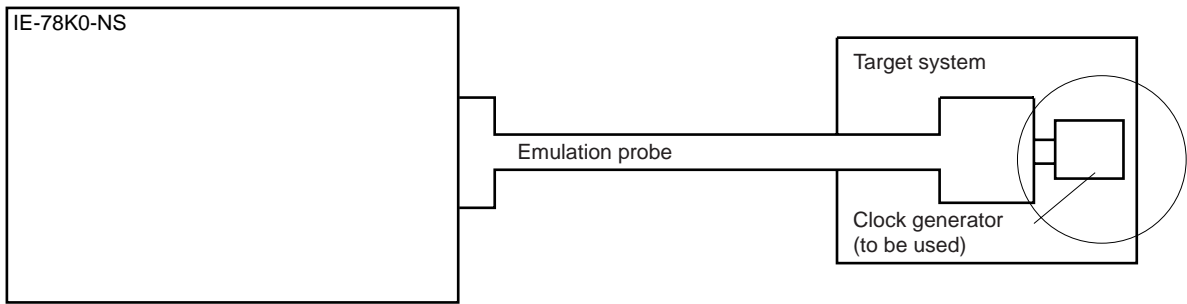 IE-78K0-NS
Target system
Emulation probe
Clock generator
(to be used)